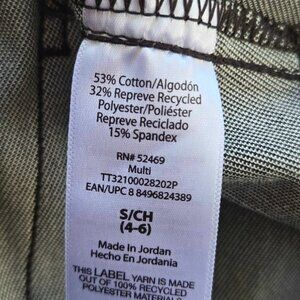 53% Cotton/Algodón
32% Repreve Recycled
Polyester/Poliéster
Repreve Reciclado
15% Spandex
RN# 52469
Multi
TT32100028202P
EAN/UPC 8 8496824389
S/CH
(4-6)
Made in Jordan
Hecho En Jordania
THIS LABEL YARN IS MADE
OUT OF 100% RECYCLED
POLYESTER MATERIALS